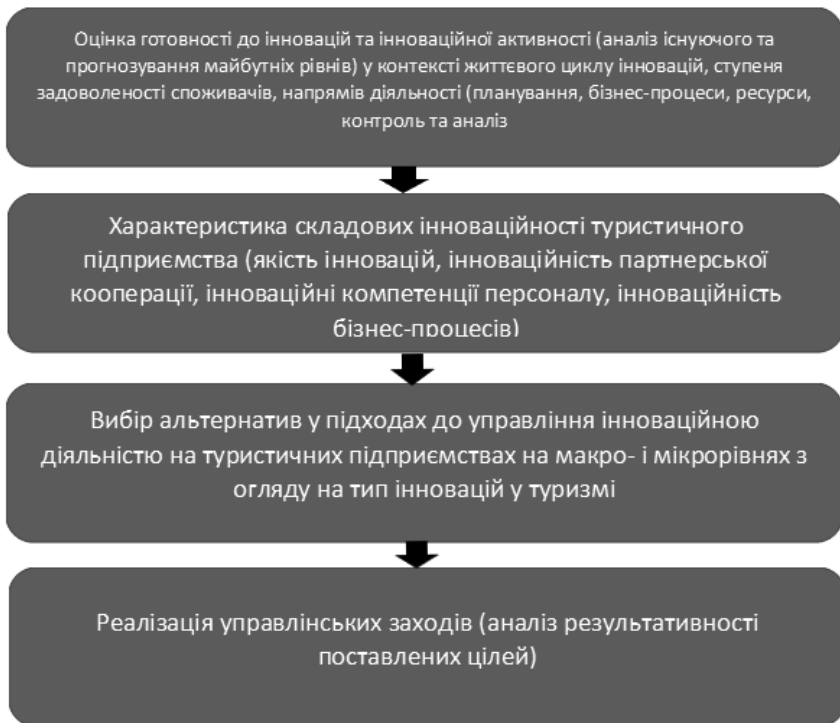 Оцінка готовності до інновацій та інноваційної активності (аналіз існуючого та
прогнозування майбутніх рівнів) у контексті життєвого циклу інновацій, ступеня
задоволеності споживачів, напрямів діяльності (планування, бізнес-процеси, ресурси,
контроль та аналіз
Характеристика складових інноваційності туристичного
підприємства (якість інновацій, інноваційність партнерської
кооперації, інноваційні компетенції персоналу, інноваційність
бізнес-процесів)
Вибір альтернатив у підходах до управління інноваційною
діяльністю на туристичних підприємствах на макро- і мікрорівнях з
огляду на тип інновацій у туризмі
Реалізація управлінських заходів (аналіз результативності
поставлених цілей)